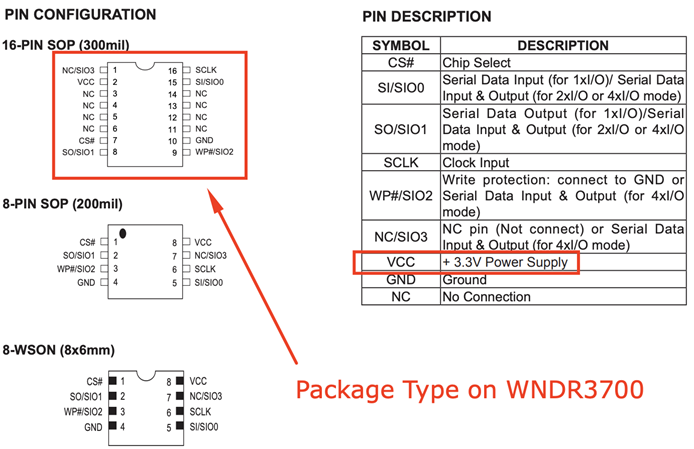 PIN CONFIGURATION
16-PIN SOP (300mil)
NC/SIO3 1 16 SCLK
VCC 2 15 SI/SIO0
NC 3 14 NC
NC 4 13 NC
NC 5 12 NC
NC 6 11 NC
CS# 7 10 GND
SO/SIO1 8 9 WP#/SIO2
8-PIN SOP (200mil)
CS# 1 8 VCC
SO/SIO1 2 7 NC/SIO3
WP#/SIO2 3 6 SCLK
GND 4 5 SI/SIO0
8-WSON (8x6mm)
CS# 1 8 VCC
SO/SIO1 2 7 NC/SIO3
WP#/SIO2 3 6 SCLK
GND 4 5 SI/SIO0
PIN DESCRIPTION
SYMBOL DESCRIPTION
CS# Chip Select
SI/SIO0 Serial Data Input (for 1xI/O)/ Serial Data
Input & Output (for 2xI/O or 4xI/O mode)
SO/SIO1 Serial Data Output (for 1xI/O)/Serial
Data Input & Output (for 2xI/O or 4xI/O
mode)
SCLK Clock Input
WP#/SIO2 Write protection: connect to GND or
Serial Data Input & Output (for 4xI/O
mode)
NC/SIO3 NC pin (Not connect) or Serial Data
Input & Output (for 4xI/O mode)
VCC + 3.3V Power Supply
GND Ground
NC No Connection
Package Type on WNDR3700